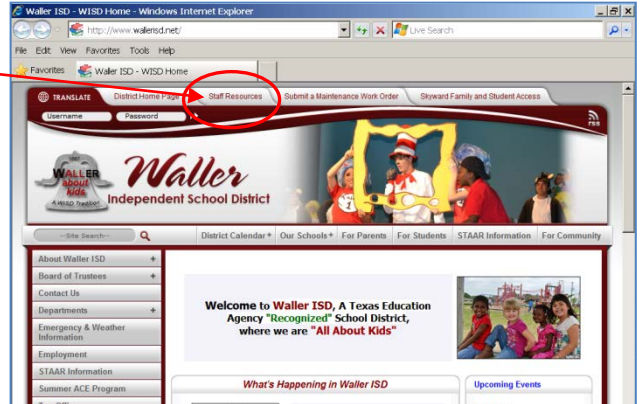 Waller ISD - WISD Home - Windows Internet Explorer
http://www.wallerisd.net/
Live Search
File Edit View Favorites Tools Help
Favorites Waller ISD - WISD Home
TRANSLATE District Home Page Staff Resources Submit a Maintenance Work Order Skyward Family and Student Access
Username Password
rss
WALLER
about
kids
A WISD Tradition
Waller
Independent School District
--Site Search-- District Calendar+ Our Schools+ For Parents For Students STAAR Information For Community
About Waller ISD +
Board of Trustees +
Contact Us
Departments +
Emergency & Weather
Information
Employment
STAAR Information
Summer ACE Program
Welcome to Waller ISD, A Texas Education
Agency "Recognized" School District,
where we are "All About Kids"
What's Happening in Waller ISD
Upcoming Events